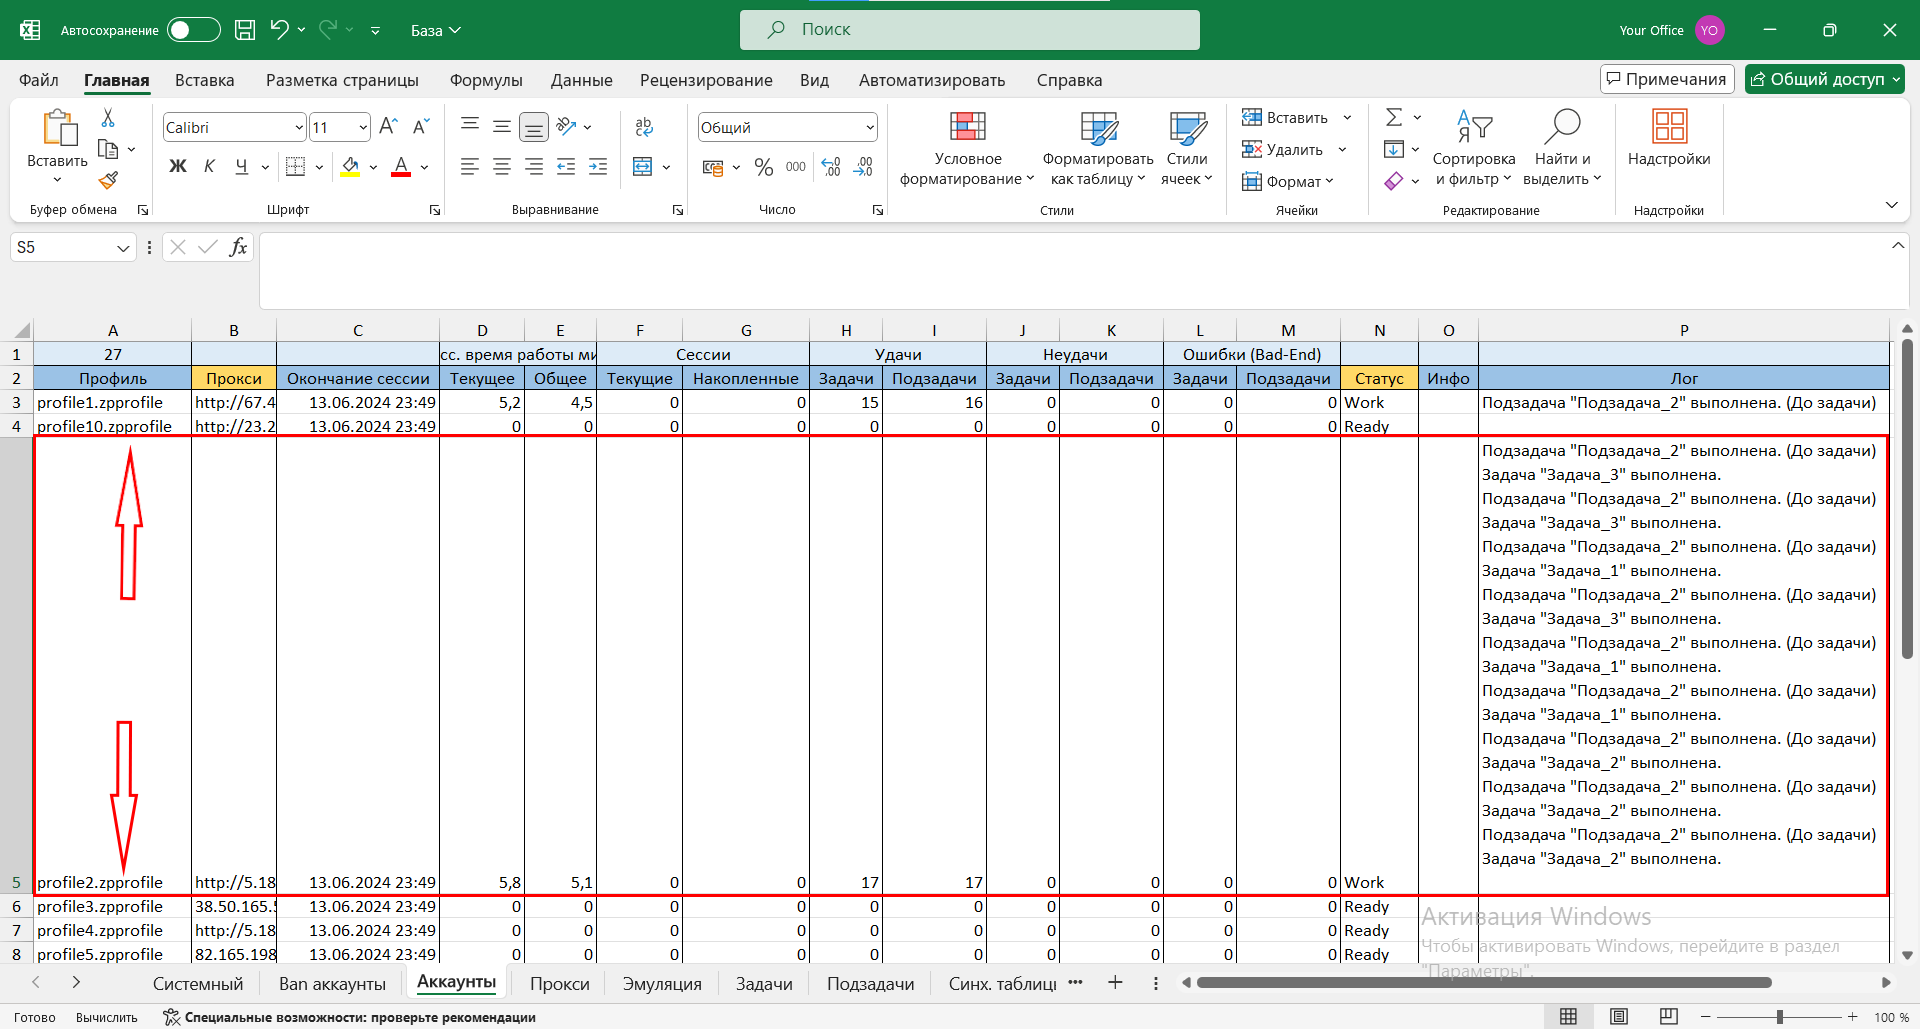 Автосохранение База Поиск Your Office YO
Файл Главная Вставка Разметка страницы Формулы Данные Рецензирование Вид Автоматизировать Справка Примечания Общий доступ
Вставить
Буфер обмена
Calibri 11
Ж К Ч
Шрифт
Выравнивание
Общий
% 000
Число
Условное форматирование
Форматировать как таблицу
Стили ячеек
Стили
Вставить
Удалить
Формат
Ячейки
Сортировка и фильтр
Найти и выделить
Редактирование
Надстройки
Надстройки
S5 fx
A B C D E F G H I J K L M N O P
1 27 сс. время работы ми Сессии Удачи Неудачи Ошибки (Bad-End)
2 Профиль Прокси Окончание сессии Текущее Общее Текущие Накопленные Задачи Подзадачи Задачи Подзадачи Задачи Подзадачи Статус Инфо Лог
3 profile1.zpprofile http://67.4 13.06.2024 23:49 5,2 4,5 0 0 15 16 0 0 0 0 Work Подзадача "Подзадача_2" выполнена. (До задачи)
4 profile10.zpprofile http://23.2 13.06.2024 23:49 0 0 0 0 0 0 0 0 0 0 Ready
Подзадача "Подзадача_2" выполнена. (До задачи)
Задача "Задача_3" выполнена.
Подзадача "Подзадача_2" выполнена. (До задачи)
Задача "Задача_3" выполнена.
Подзадача "Подзадача_2" выполнена. (До задачи)
Задача "Задача_1" выполнена.
Подзадача "Подзадача_2" выполнена. (До задачи)
Задача "Задача_3" выполнена.
Подзадача "Подзадача_2" выполнена. (До задачи)
Задача "Задача_1" выполнена.
Подзадача "Подзадача_2" выполнена. (До задачи)
Задача "Задача_1" выполнена.
Подзадача "Подзадача_2" выполнена. (До задачи)
Задача "Задача_2" выполнена.
Подзадача "Подзадача_2" выполнена. (До задачи)
Задача "Задача_2" выполнена.
Подзадача "Подзадача_2" выполнена. (До задачи)
Задача "Задача_2" выполнена.
5 profile2.zpprofile http://5.18 13.06.2024 23:49 5,8 5,1 0 0 17 17 0 0 0 0 Work
6 profile3.zpprofile 38.50.165. 13.06.2024 23:49 0 0 0 0 0 0 0 0 0 0 Ready
7 profile4.zpprofile http://5.18 13.06.2024 23:49 0 0 0 0 0 0 0 0 0 0 Ready
8 profile5.zpprofile 82.165.198 13.06.2024 23:49 0 0 0 0 0 0 0 0 0 0 Ready
Активация Windows
Чтобы активировать Windows, перейдите в раздел
"Параметры".
Системный Ban аккаунты Аккаунты Прокси Эмуляция Задачи Подзадачи Синх. таблиц
Готово Вычислить Специальные возможности: проверьте рекомендации 100 %